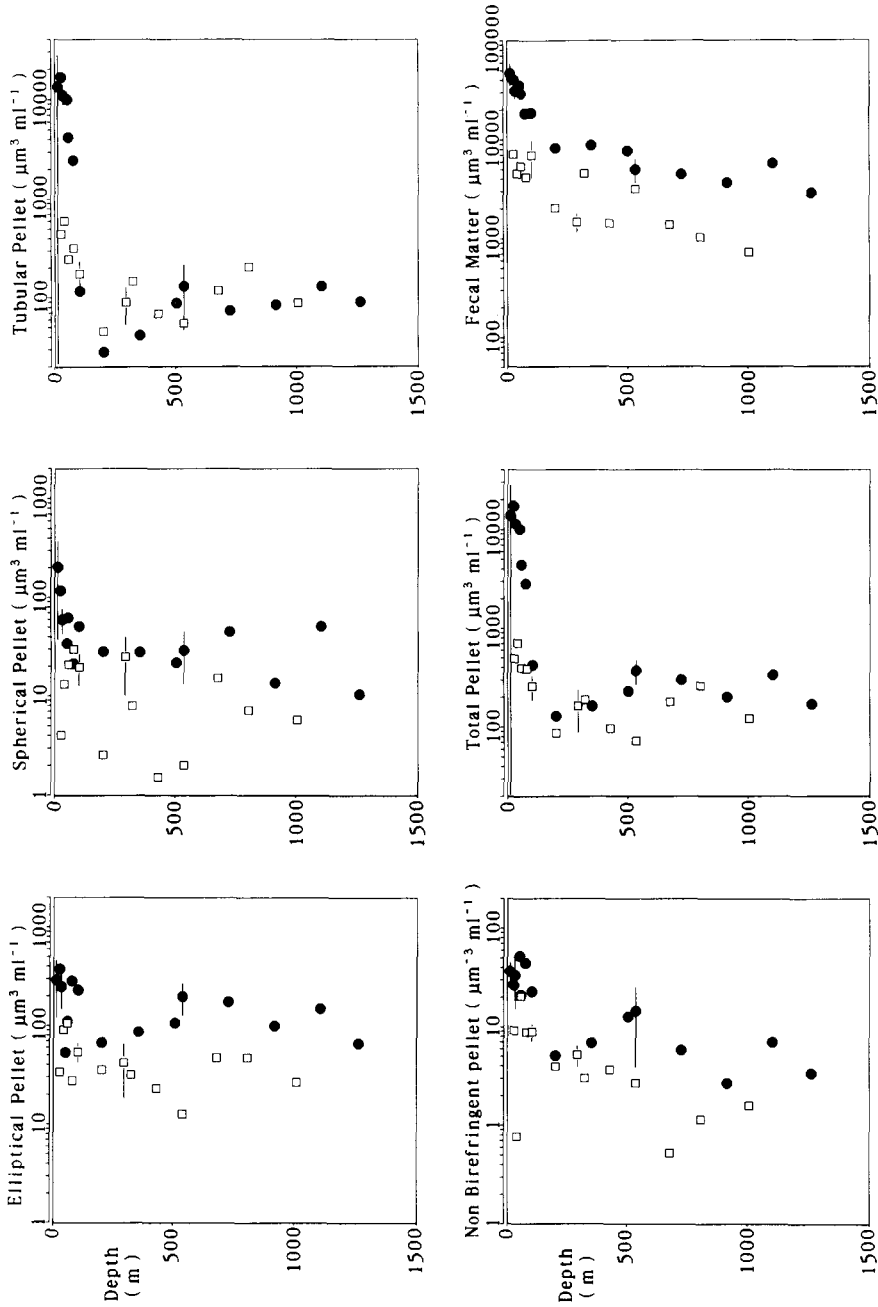 Elliptical Pellet ( μm³ ml⁻¹ )
1 10 100 1000
Depth
( m )
0
500
1000
1500
Spherical Pellet ( μm³ ml⁻¹ )
1 10 100 1000
0
500
1000
1500
Tubular Pellet ( μm³ ml⁻¹ )
100 1000 10000
0
500
1000
1500
Non Birefringent pellet ( μm⁻³ ml⁻¹ )
1 10 100
Depth
( m )
0
500
1000
1500
Total Pellet ( μm³ ml⁻¹ )
100 1000 10000
0
500
1000
1500
Fecal Matter ( μm³ ml⁻¹ )
100 1000 10000 100000
0
500
1000
1500